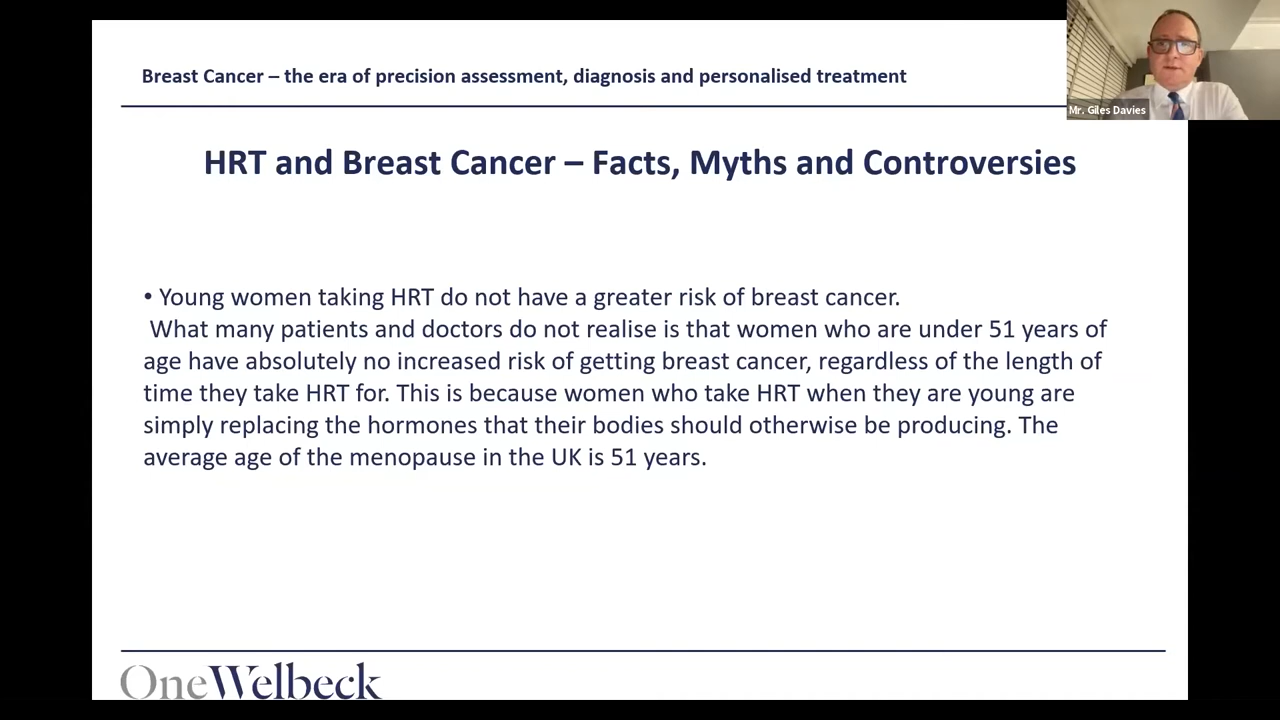 Breast Cancer – the era of precision assessment, diagnosis and personalised treatment
Mr. Giles Davies
HRT and Breast Cancer – Facts, Myths and Controversies
• Young women taking HRT do not have a greater risk of breast cancer.
What many patients and doctors do not realise is that women who are under 51 years of
age have absolutely no increased risk of getting breast cancer, regardless of the length of
time they take HRT for. This is because women who take HRT when they are young are
simply replacing the hormones that their bodies should otherwise be producing. The
average age of the menopause in the UK is 51 years.
OneWelbeck